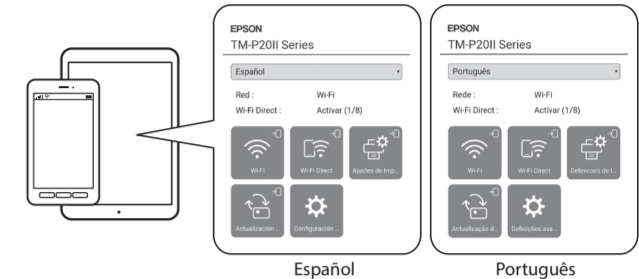 EPSON
TM-P20II Series
Español
Red : Wi-Fi
Wi-Fi Direct : Activar (1/8)
Wi-Fi
Wi-Fi Direct
Ajustes de Imp...
Actualización ...
Configuración ...
Español
EPSON
TM-P20II Series
Português
Rede : Wi-Fi
Wi-Fi Direct : Activar (1/8)
Wi-Fi
Wi-Fi Direct
Definicoes de I...
Actualização d...
Definições ava...
Português